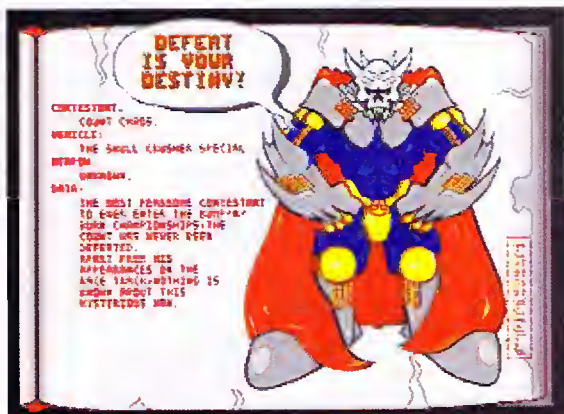 DEFEAT
IS YOUR
DESTINY!
CONTESTANT.
COUNT CHAOS.
VEHICLE:
THE SKULL CRUSHER SPECIAL
WEAPON
UNKNOWN.
DATA:
THE MOST FEARSOME CONTESTANT
TO EVER ENTER THE
CHAMPIONSHIPS.THE
COUNT HAS NEVER BEEN
DEFEATED.
APART FROM HIS
APPEARANCES ON THE
RACE TRACK.NOTHING IS
KNOWN ABOUT THIS
MYSTERIOUS MAN.